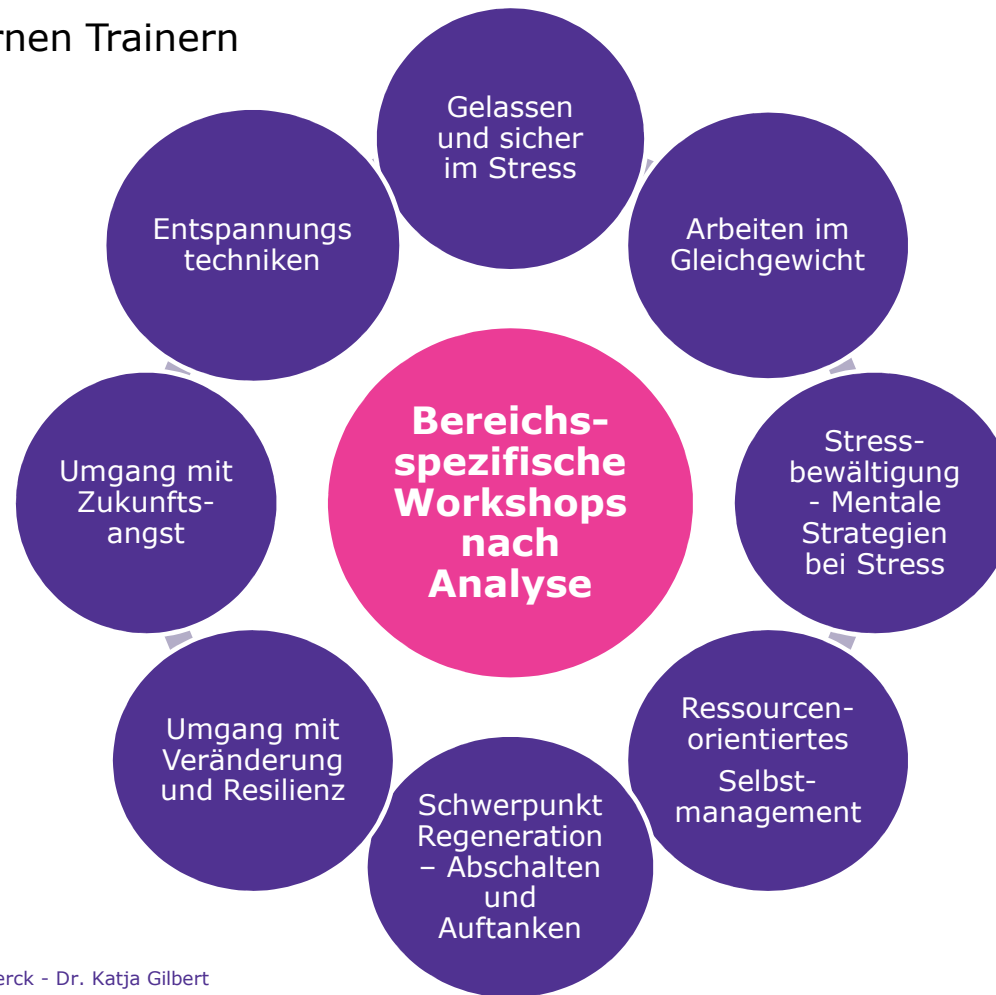 rnen Trainern
Gelassen
und sicher
im Stress
Arbeiten im
Gleichgewicht
Stress-
bewältigung
- Mentale
Strategien
bei Stress
Ressourcen-
orientiertes
Selbst-
management
Schwerpunkt
Regeneration
– Abschalten
und
Auftanken
Umgang mit
Veränderung
und Resilienz
Umgang mit
Zukunfts-
angst
Entspannungs
techniken
Bereichs-
spezifische
Workshops
nach
Analyse
erck - Dr. Katja Gilbert